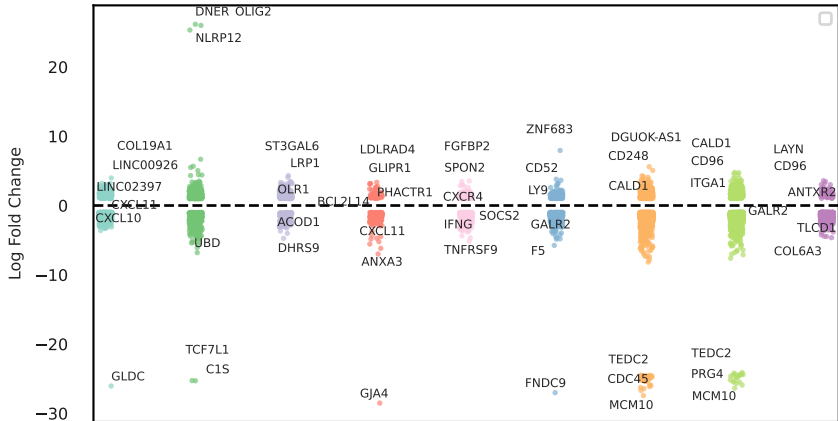 DNER OLIG2
NLRP12
20
ZNF683
10
DGUOK-AS1
COL19A1
ST3GAL6
LDLRAD4
FGFBP2
CALD1
LAYN
LINC00926
LRP1
GLIPR1
SPON2
CD52
CD248
CD96
CD96
LINC02397
OLR1
PHACTR1
CXCR4
LY9
CALD1
ITGA1
ANTXR2
CXCL11
BCL2L14
0
CXCL10
ACOD1
CXCL11
SOCS2
IFNG
GALR2
GALR2
TLCD1
UBD
DHRS9
ANXA3
TNFRSF9
F5
COL6A3
Log Fold Change
−10
−20
TCF7L1
TEDC2
TEDC2
GLDC
C1S
GJA4
FNDC9
CDC45
PRG4
MCM10
MCM10
−30